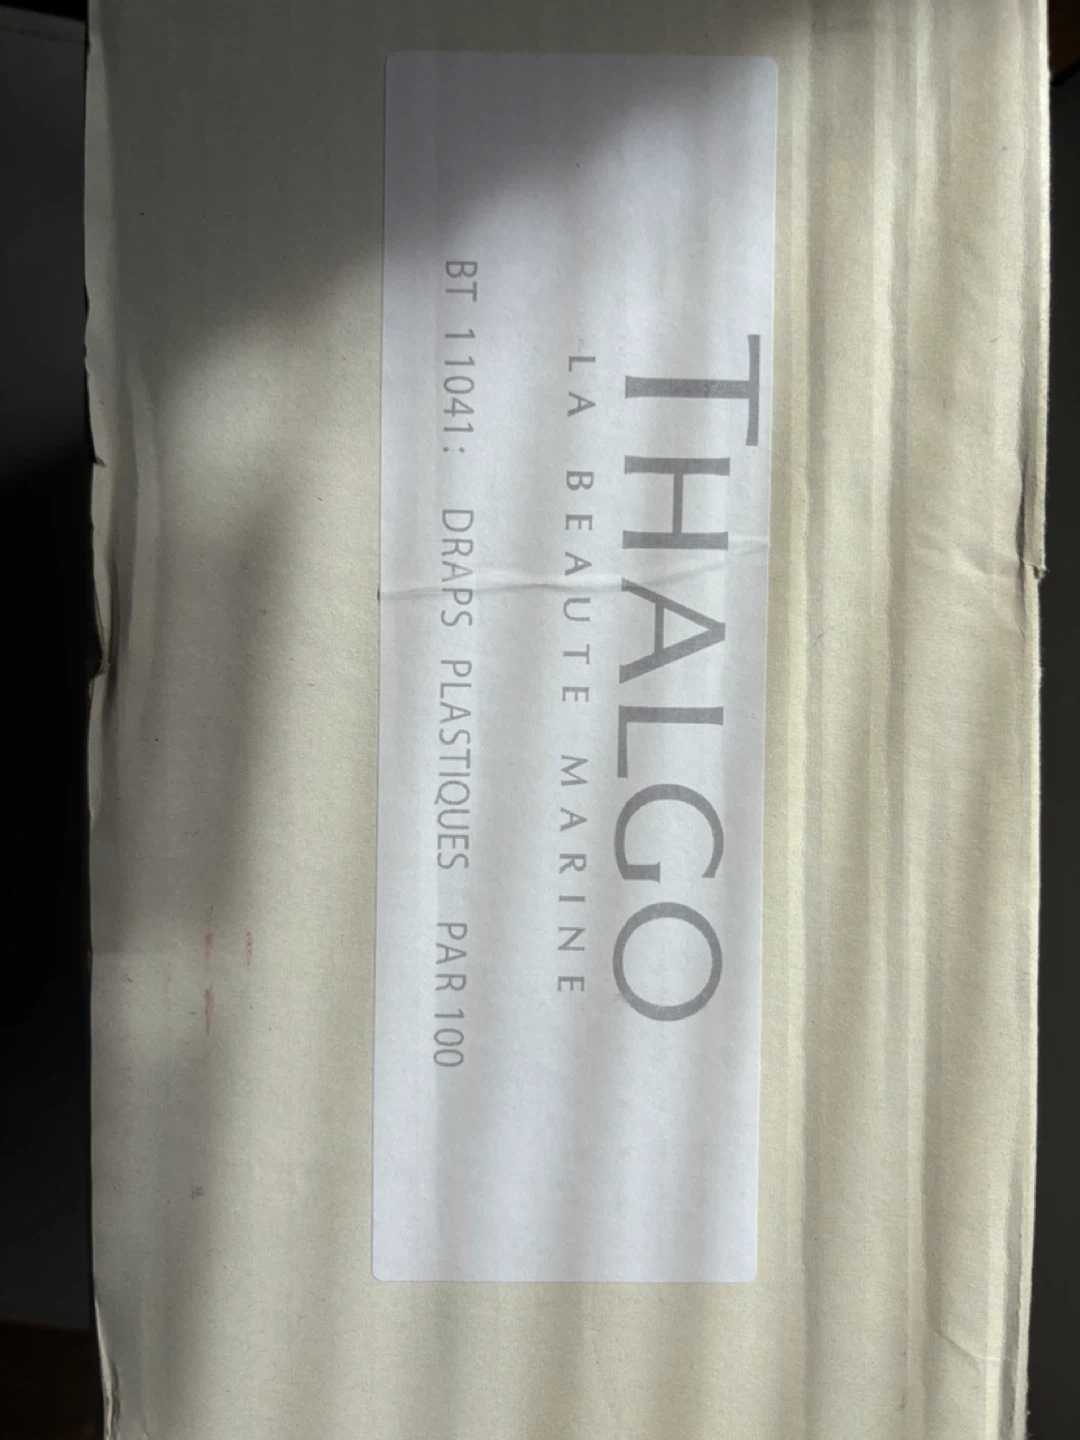 THALGO
LA BEAUTE MARINE
BT 11041: DRAPS PLASTIQUES PAR 100